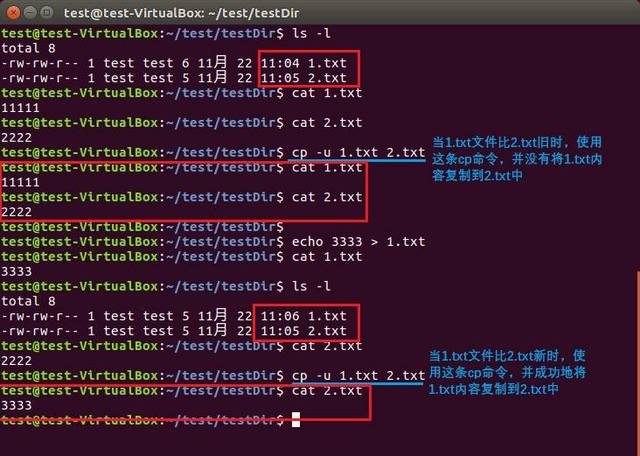 test@test-VirtualBox: ~/test/testDir
test@test-VirtualBox:~/test/testDir$ ls -l
total 8
-rw-rw-r-- 1 test test 6 11月 22 11:04 1.txt
-rw-rw-r-- 1 test test 5 11月 22 11:05 2.txt
test@test-VirtualBox:~/test/testDir$ cat 1.txt
11111
test@test-VirtualBox:~/test/testDir$ cat 2.txt
2222
test@test-VirtualBox:~/test/testDir$ cp -u 1.txt 2.txt
当1.txt文件比2.txt旧时，使用
这条cp命令，并没有将1.txt内
容复制到2.txt中
test@test-VirtualBox:~/test/testDir$ cat 1.txt
11111
test@test-VirtualBox:~/test/testDir$ cat 2.txt
2222
test@test-VirtualBox:~/test/testDir$
test@test-VirtualBox:~/test/testDir$ echo 3333 > 1.txt
test@test-VirtualBox:~/test/testDir$ cat 1.txt
3333
test@test-VirtualBox:~/test/testDir$ ls -l
total 8
-rw-rw-r-- 1 test test 5 11月 22 11:06 1.txt
-rw-rw-r-- 1 test test 5 11月 22 11:05 2.txt
test@test-VirtualBox:~/test/testDir$ cat 2.txt
2222
test@test-VirtualBox:~/test/testDir$ cp -u 1.txt 2.txt
当1.txt文件比2.txt新时，使
用这条cp命令，并成功地将
1.txt内容复制到2.txt中
test@test-VirtualBox:~/test/testDir$ cat 2.txt
3333
test@test-VirtualBox:~/test/testDir$